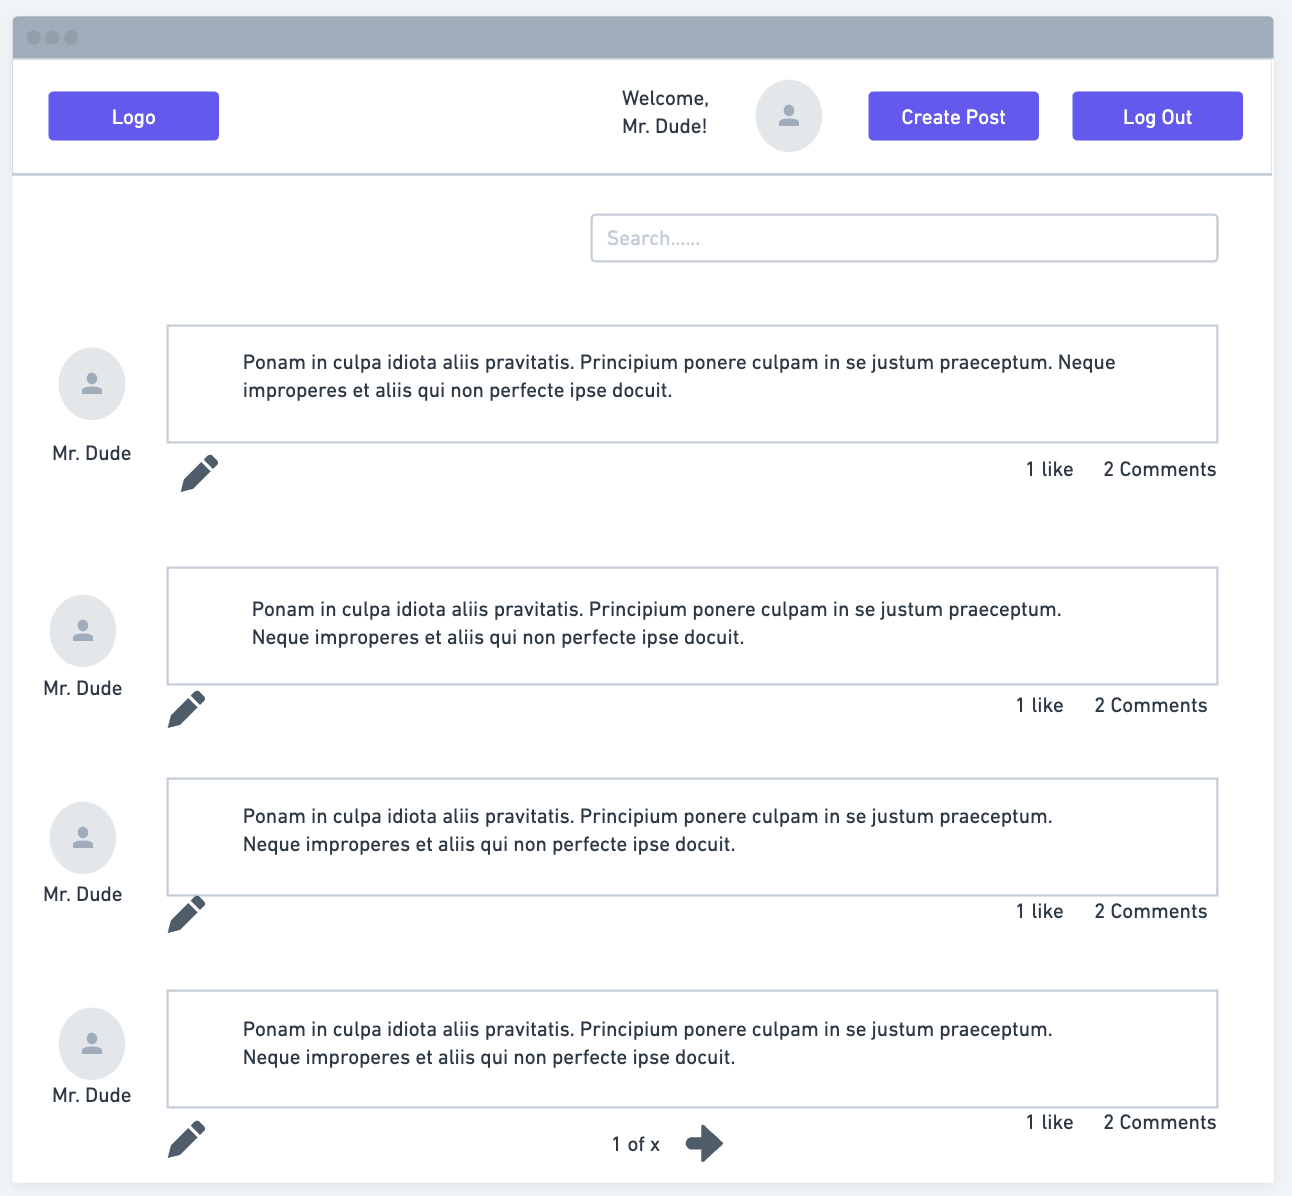 Logo
Welcome,
Mr. Dude!
Create Post
Log Out
Search......
Ponam in culpa idiota aliis pravitatis. Principium ponere culpam in se justum praeceptum. Neque
improperes et aliis qui non perfecte ipse docuit.
Mr. Dude
1 like 2 Comments
Ponam in culpa idiota aliis pravitatis. Principium ponere culpam in se justum praeceptum.
Neque improperes et aliis qui non perfecte ipse docuit.
Mr. Dude
1 like 2 Comments
Ponam in culpa idiota aliis pravitatis. Principium ponere culpam in se justum praeceptum.
Neque improperes et aliis qui non perfecte ipse docuit.
Mr. Dude
1 like 2 Comments
Ponam in culpa idiota aliis pravitatis. Principium ponere culpam in se justum praeceptum.
Neque improperes et aliis qui non perfecte ipse docuit.
Mr. Dude
1 like 2 Comments
1 of x